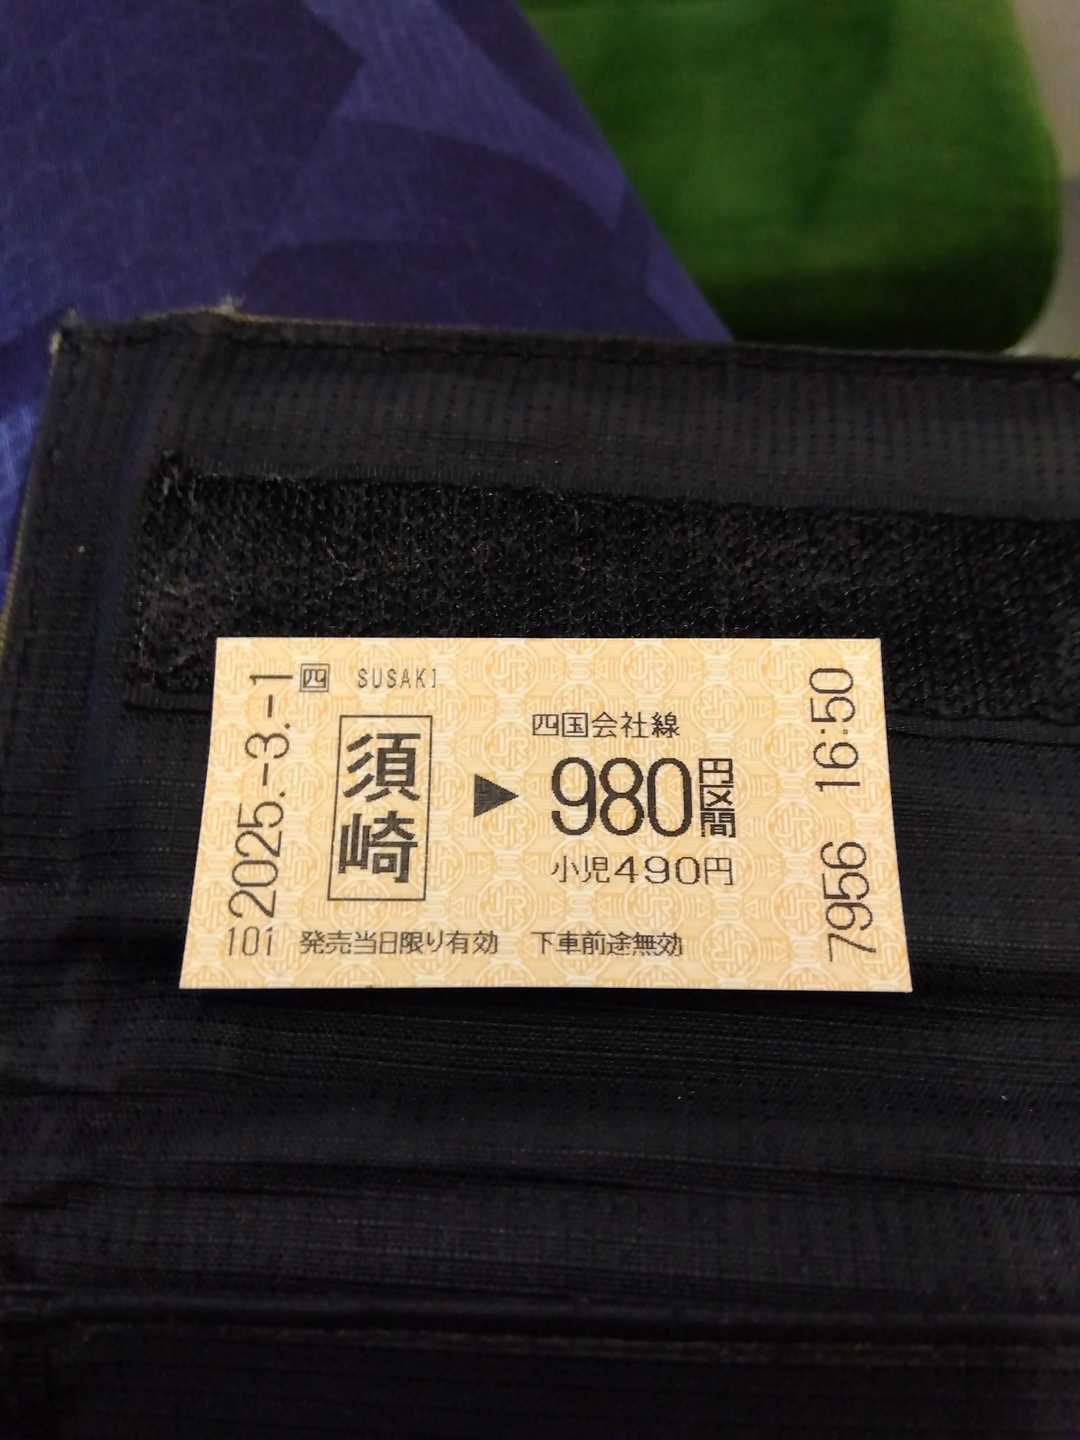 四 SUSAKI
須崎
四国会社線
▶ 980円区間
小児490円
発売当日限り有効 下車前途無効
101 2025.-3.-1
7956 16:50